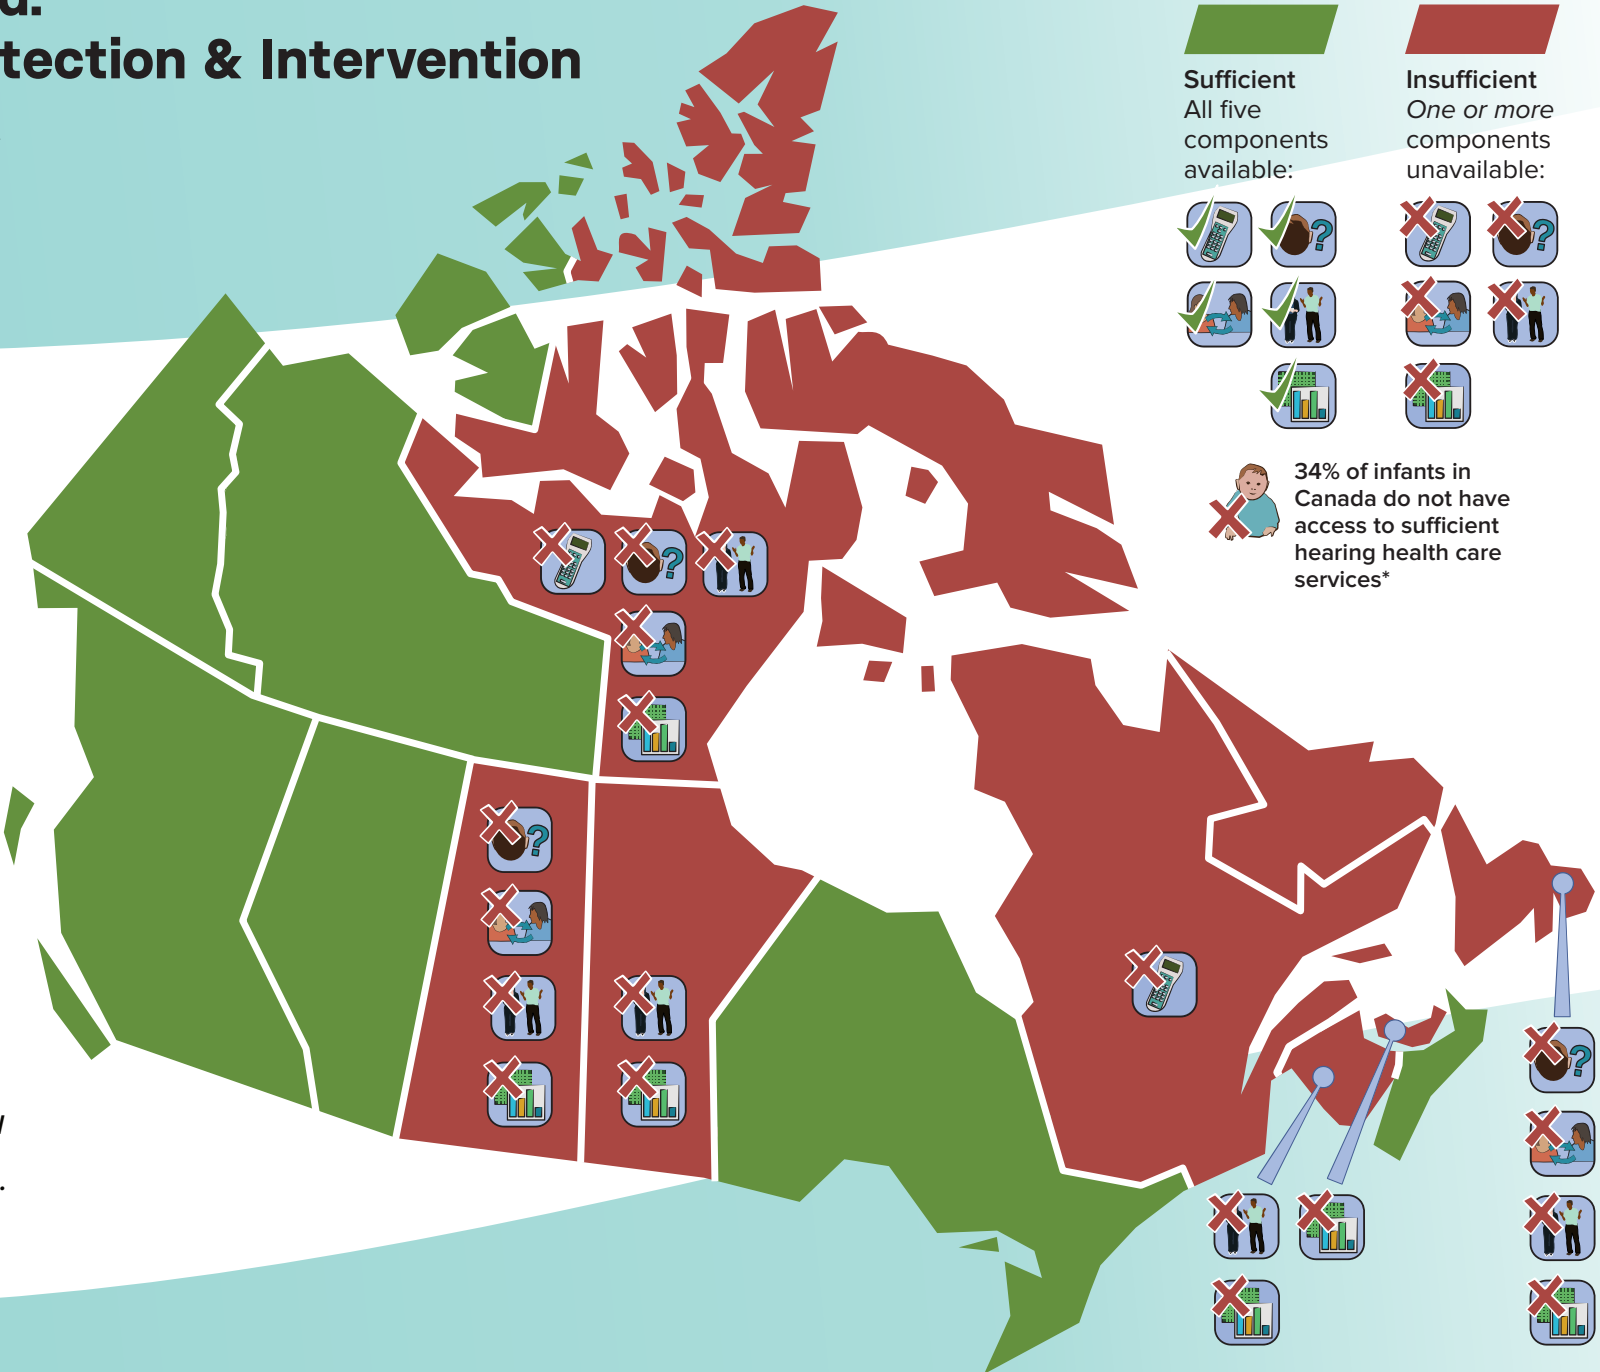 d:
tection & Intervention
Sufficient
All five
components
available:
Insufficient
One or more
components
unavailable:
34% of infants in
Canada do not have
access to sufficient
hearing health care
services*